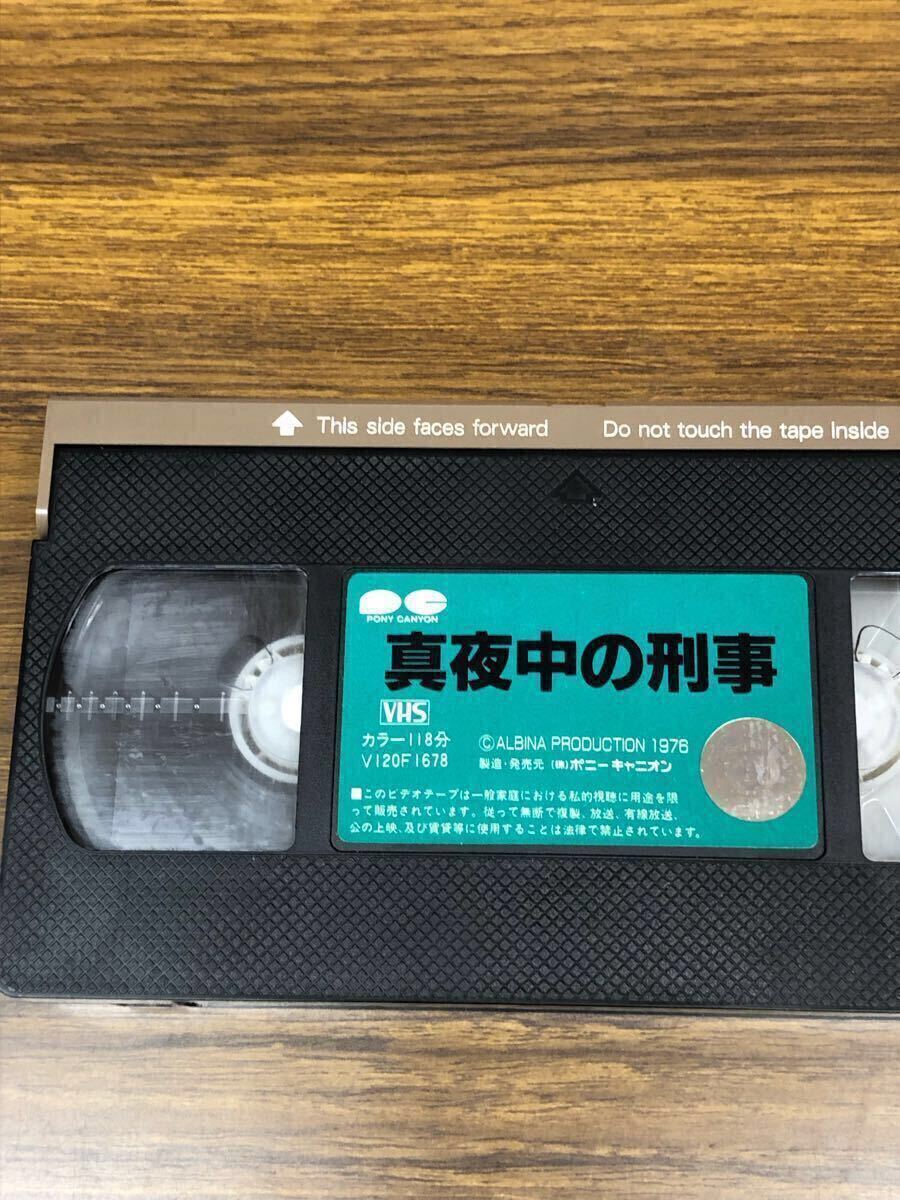 This side faces forward Do not touch the tape inside
PC
PONY CANYON
真夜中の刑事
VHS
カラー118分 ©ALBINA PRODUCTION 1976
V120F1678 製造・発売元 (株) ポニーキャニオン
■このビデオテープは一般家庭における私的視聴に用途を限
って販売されています。従って無断で複製、放送、有線放送、
公の上映、及び賃貸等に使用することは法律で禁止されています。